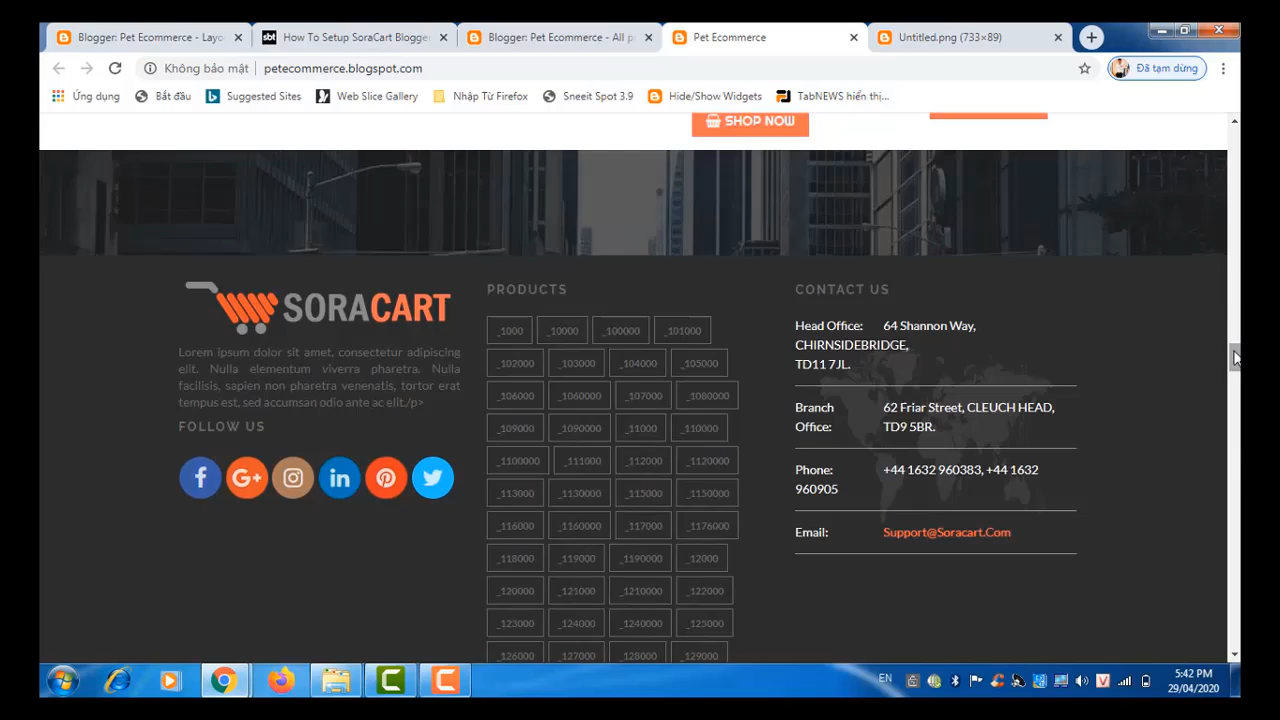 Blogger: Pet Ecommerce - Layo
How To Setup SoraCart Blogger
Blogger: Pet Ecommerce - All p
Pet Ecommerce
Untitled.png (733×89)
Không bảo mật
petecommerce.blogspot.com
Đã tạm dừng
Ứng dụng
Bắt đầu
Suggested Sites
Web Slice Gallery
Nhập Từ Firefox
Sneeit Spot 3.9
Hide/Show Widgets
TabNEWS hiển thị...
SHOP NOW
SORACART
Lorem ipsum dolor sit amet, consectetur adipiscing
elit. Nulla elementum viverra pharetra. Nulla
facilisis, sapien non pharetra venenatis, tortor erat
tempus est, sed accumsan odio ante ac elit./p>
FOLLOW US
PRODUCTS
_1000 _10000 _100000 _101000
_102000 _103000 _104000 _105000
_106000 _1060000 _107000 _1080000
_109000 _1090000 _11000 _110000
_1100000 _111000 _112000 _1120000
_113000 _1130000 _115000 _1150000
_116000 _1160000 _117000 _1176000
_118000 _119000 _1190000 _12000
_120000 _121000 _1210000 _122000
_123000 _124000 _1240000 _125000
_126000 _127000 _128000 _129000
CONTACT US
Head Office: 64 Shannon Way,
CHIRNSIDEBRIDGE,
TD11 7JL.
Branch Office: 62 Friar Street, CLEUCH HEAD,
TD9 5BR.
Phone: +44 1632 960383, +44 1632
960905
Email: Support@Soracart.Com
EN
5:42 PM
29/04/2020